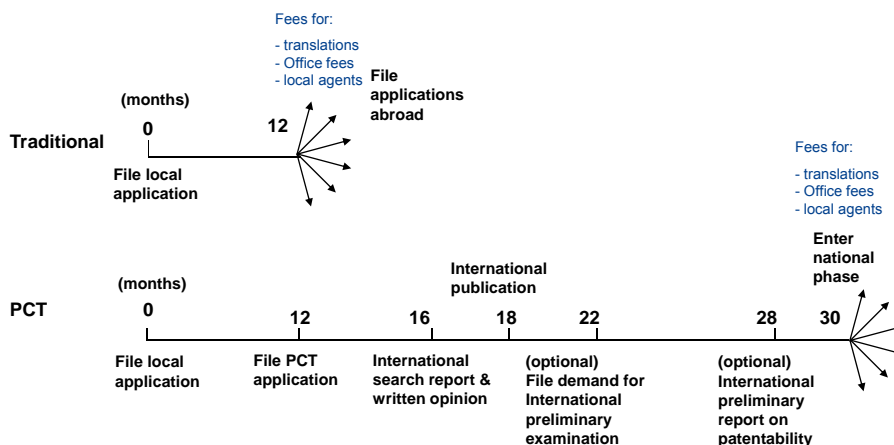 Fees for:
- translations
- Office fees
- local agents
File
applications
abroad
(months)
0
12
Traditional
File local
application
Fees for:
- translations
- Office fees
- local agents
Enter
national
phase
International
publication
(months)
0
12
16
18
22
28
30
PCT
File local
application
File PCT
application
International
search report &
written opinion
(optional)
File demand for
International
preliminary
examination
(optional)
International
preliminary
report on
patentability